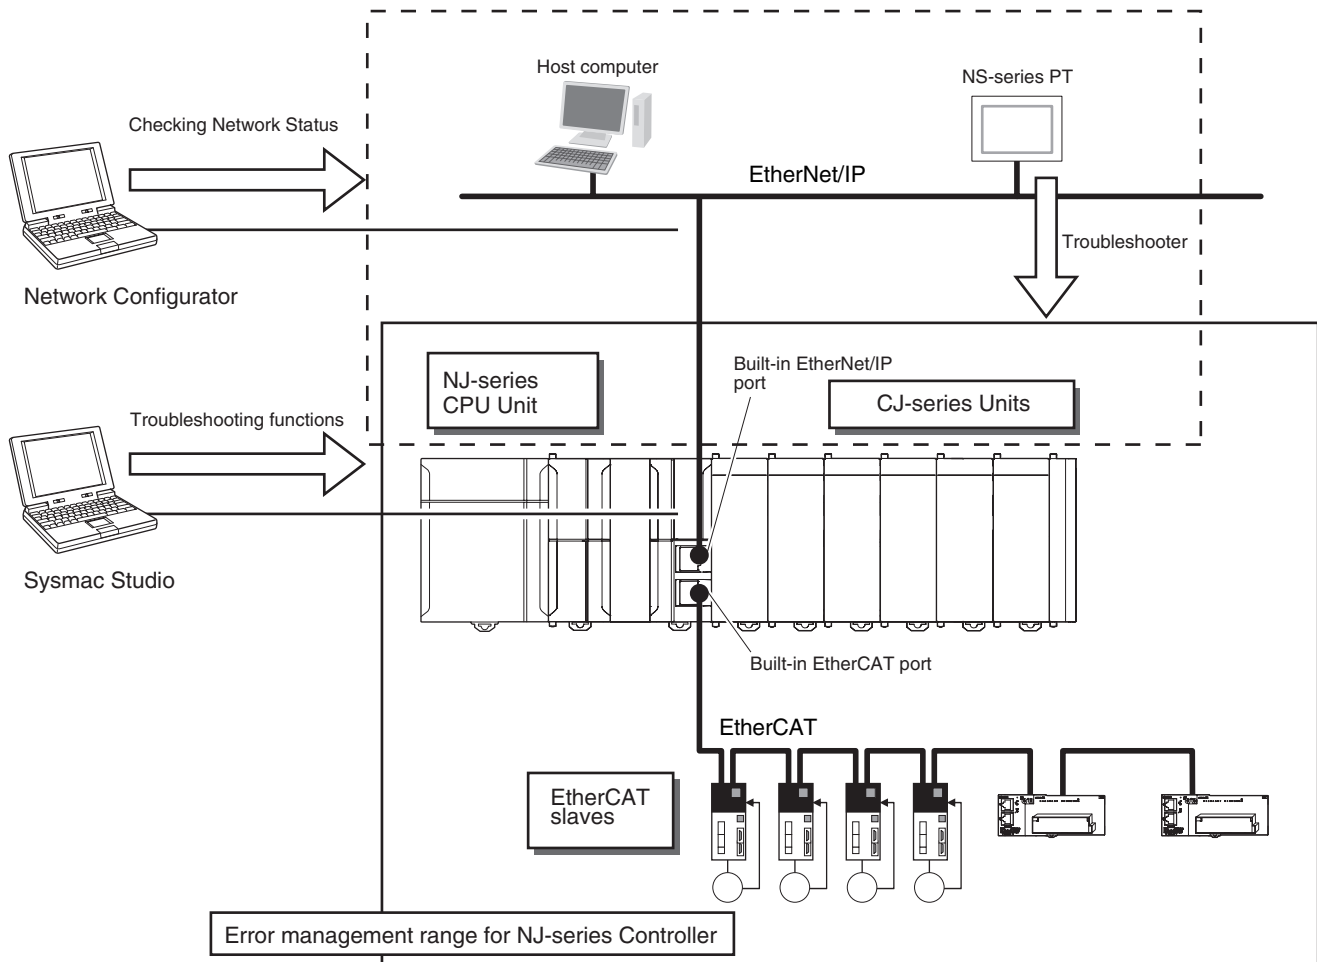 Host computer
NS-series PT
Checking Network Status
EtherNet/IP
Troubleshooter
Network Configurator
Built-in EtherNet/IP
port
NJ-series
CPU Unit
CJ-series Units
Troubleshooting functions
Sysmac Studio
Built-in EtherCAT port
EtherCAT
EtherCAT
slaves
Error management range for NJ-series Controller